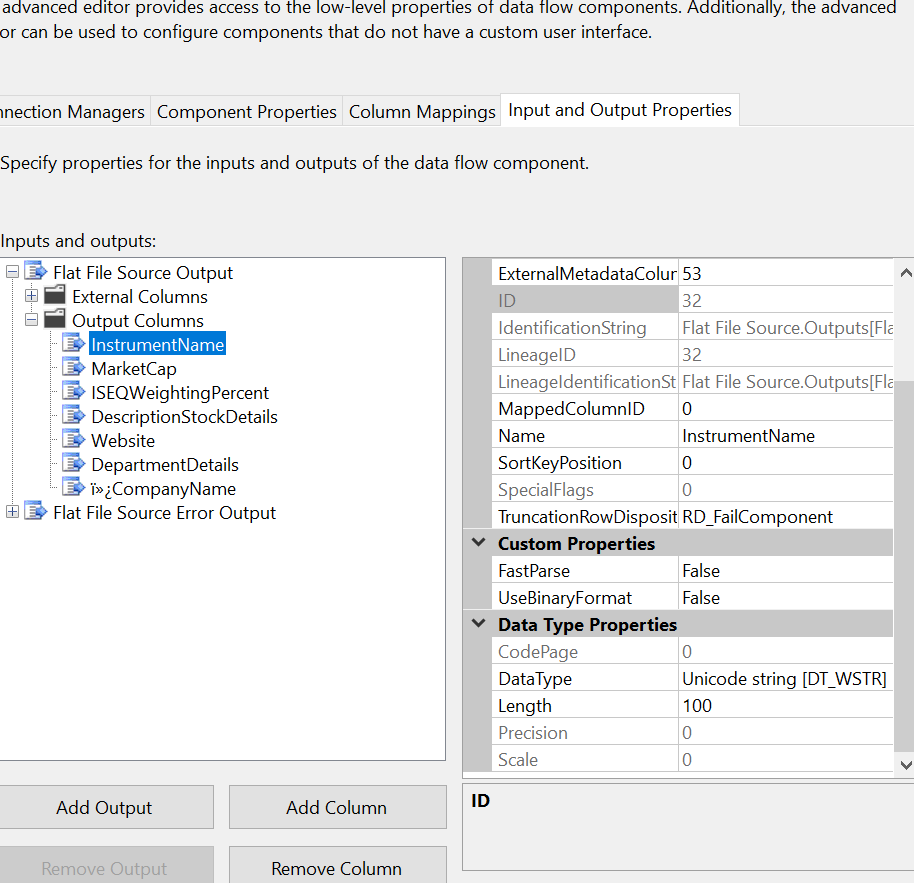 advanced editor provides access to the low-level properties of data flow components. Additionally, the advanced
or can be used to configure components that do not have a custom user interface.
nnection Managers
Component Properties
Column Mappings
Input and Output Properties
Specify properties for the inputs and outputs of the data flow component.
Inputs and outputs:
Flat File Source Output
External Columns
Output Columns
InstrumentName
MarketCap
ISEQWeightingPercent
DescriptionStockDetails
Website
DepartmentDetails
ï»¿CompanyName
Flat File Source Error Output
ExternalMetadataColur 53
ID 32
IdentificationString Flat File Source.Outputs[Fla
LineageID 32
LineageIdentificationSt Flat File Source.Outputs[Fla
MappedColumnID 0
Name InstrumentName
SortKeyPosition 0
SpecialFlags 0
TruncationRowDisposit RD_FailComponent
Custom Properties
FastParse False
UseBinaryFormat False
Data Type Properties
CodePage 0
DataType Unicode string [DT_WSTR]
Length 100
Precision 0
Scale 0
Add Output
Add Column
Remove Output
Remove Column
ID